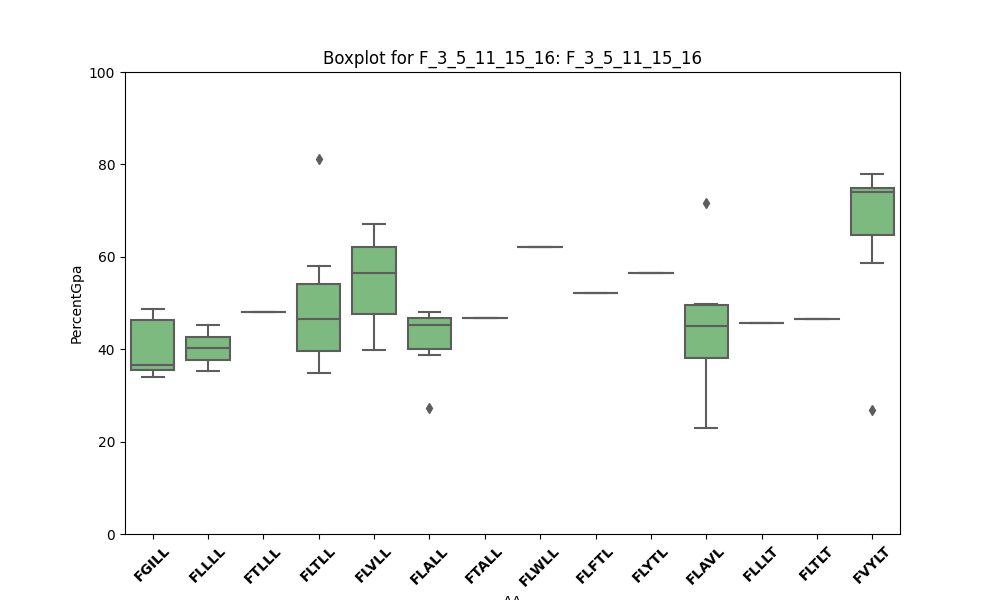 Boxplot for F_3_5_11_15_16: F_3_5_11_15_16
100
80
60
40
20
0
PercentGpa
FGILL
FLLLL
FTLLL
FLTLL
FLVLL
FLALL
FTALL
FLWLL
FLFTL
FLYTL
FLAVL
FLLLT
FLTLT
FVYLT
AA